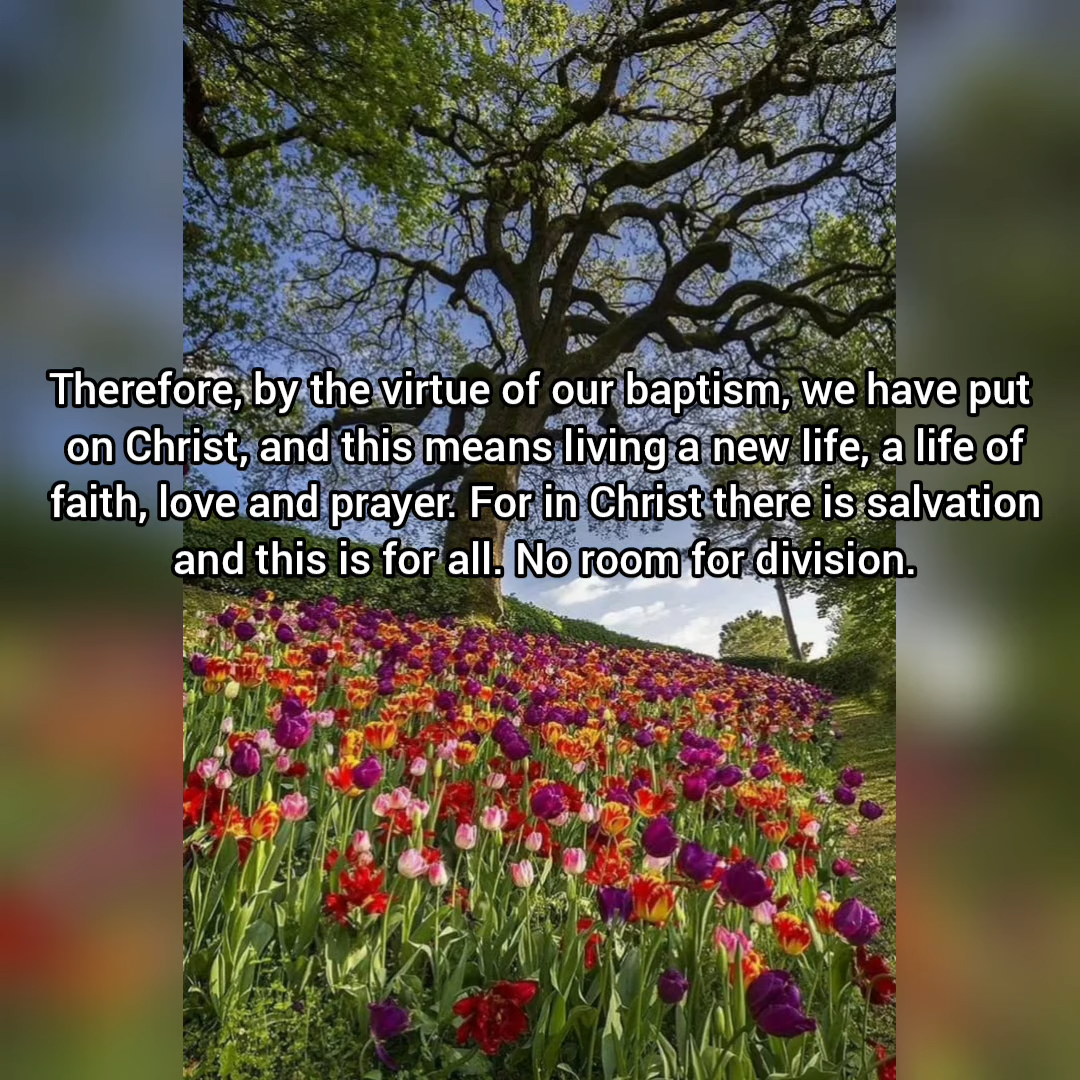 Therefore, by the virtue of our baptism, we have put
on Christ, and this means living a new life, a life of
faith, love and prayer. For in Christ there is salvation
and this is for all. No room for division.